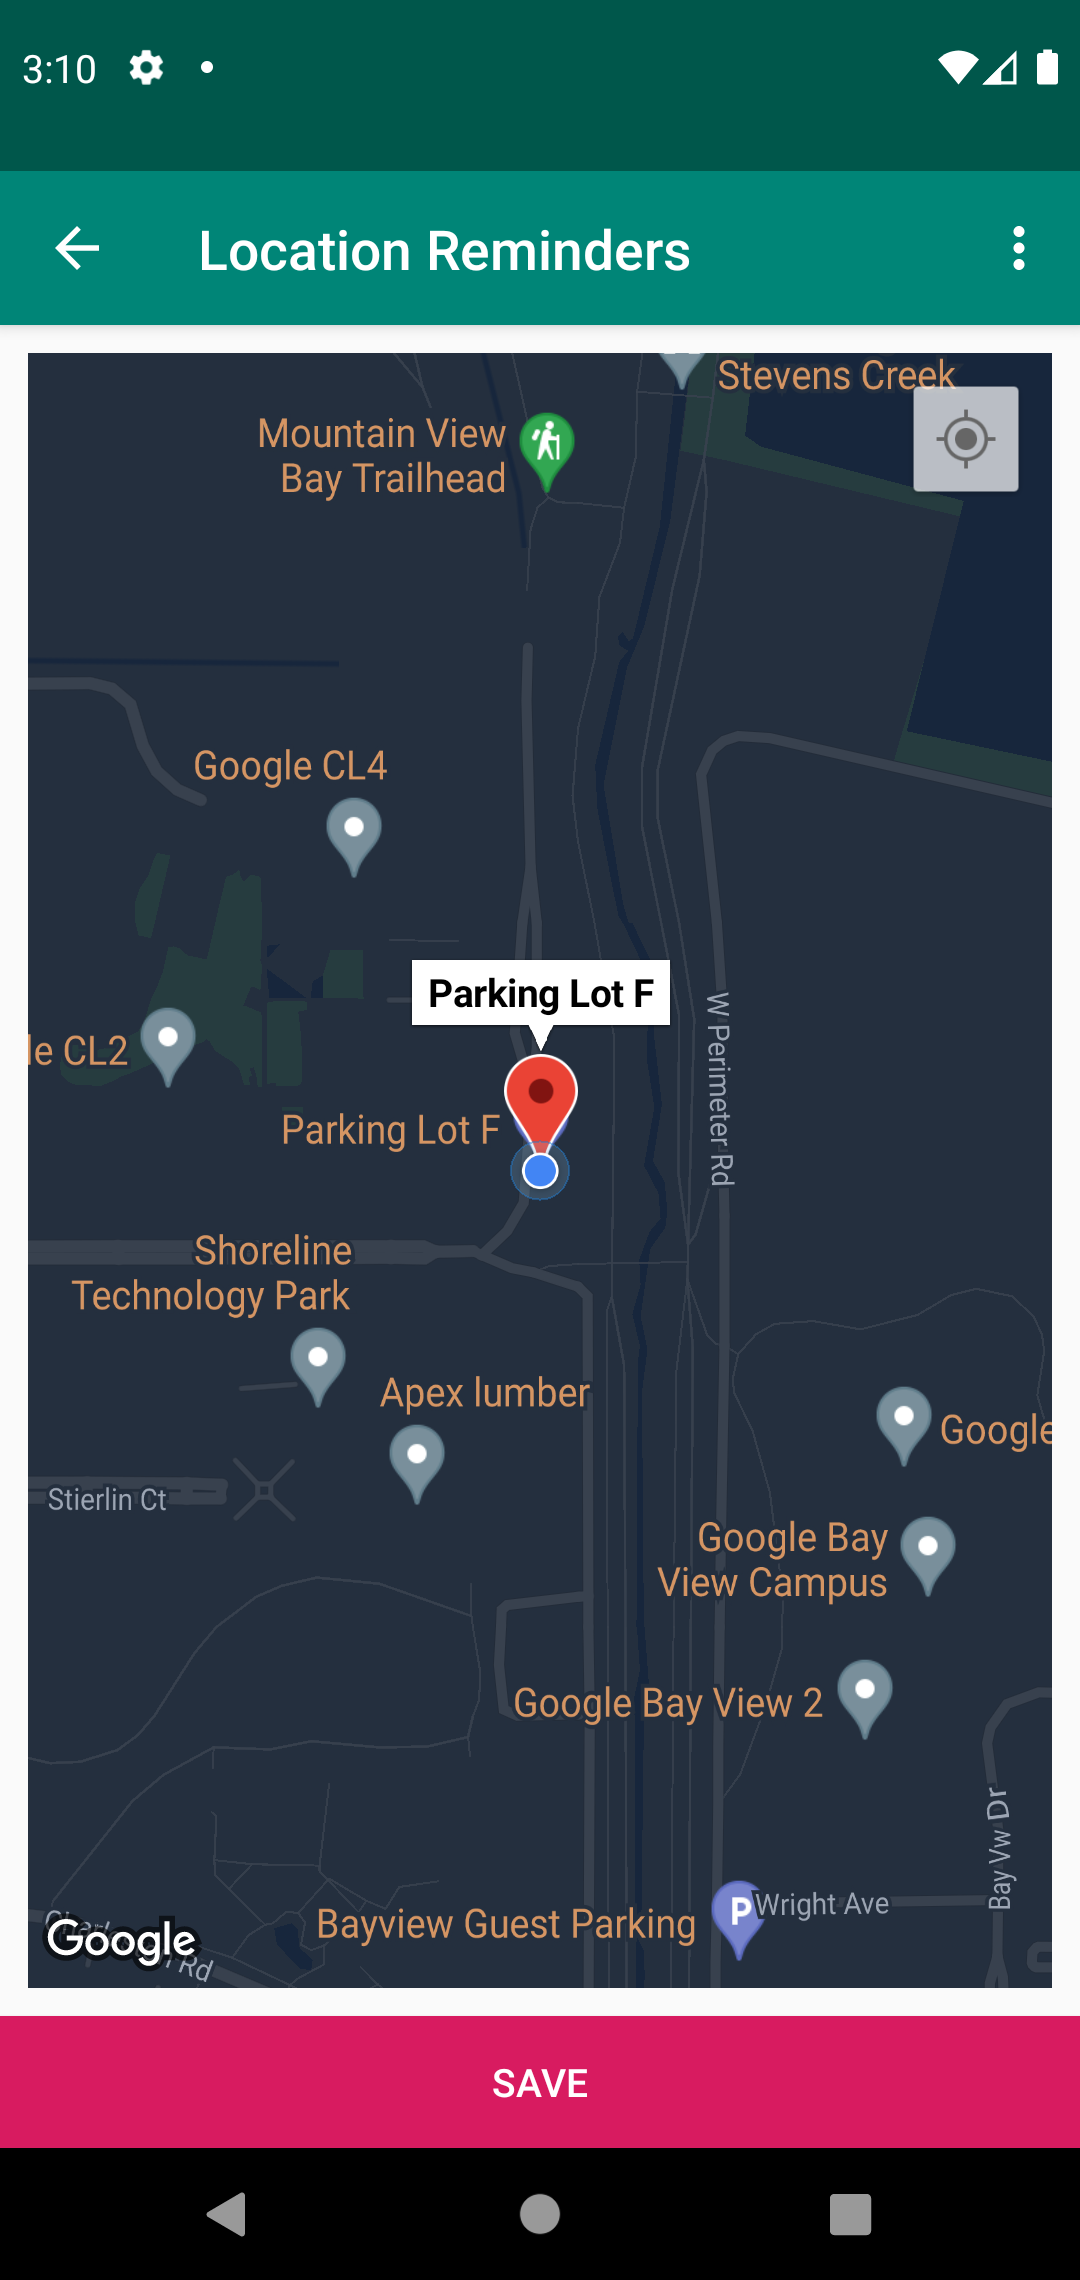 3:10
Location Reminders
Stevens Creek
Mountain View
Bay Trailhead
Google CL4
Parking Lot F
le CL2
Parking Lot F
W Perimeter Rd
Shoreline
Technology Park
Apex lumber
Google
Stierlin Ct
Google Bay
View Campus
Google Bay View 2
Bay Vw Dr
P
Wright Ave
Bayview Guest Parking
Google
Rd
SAVE